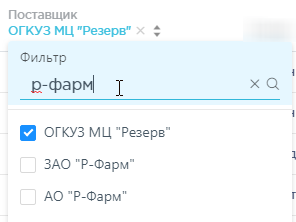 Поставщик
ОГКУЗ МЦ "Резерв"
Фильтр
р-фарм
ОГКУЗ МЦ "Резерв"
ЗАО "Р-Фарм"
АО "Р-Фарм"